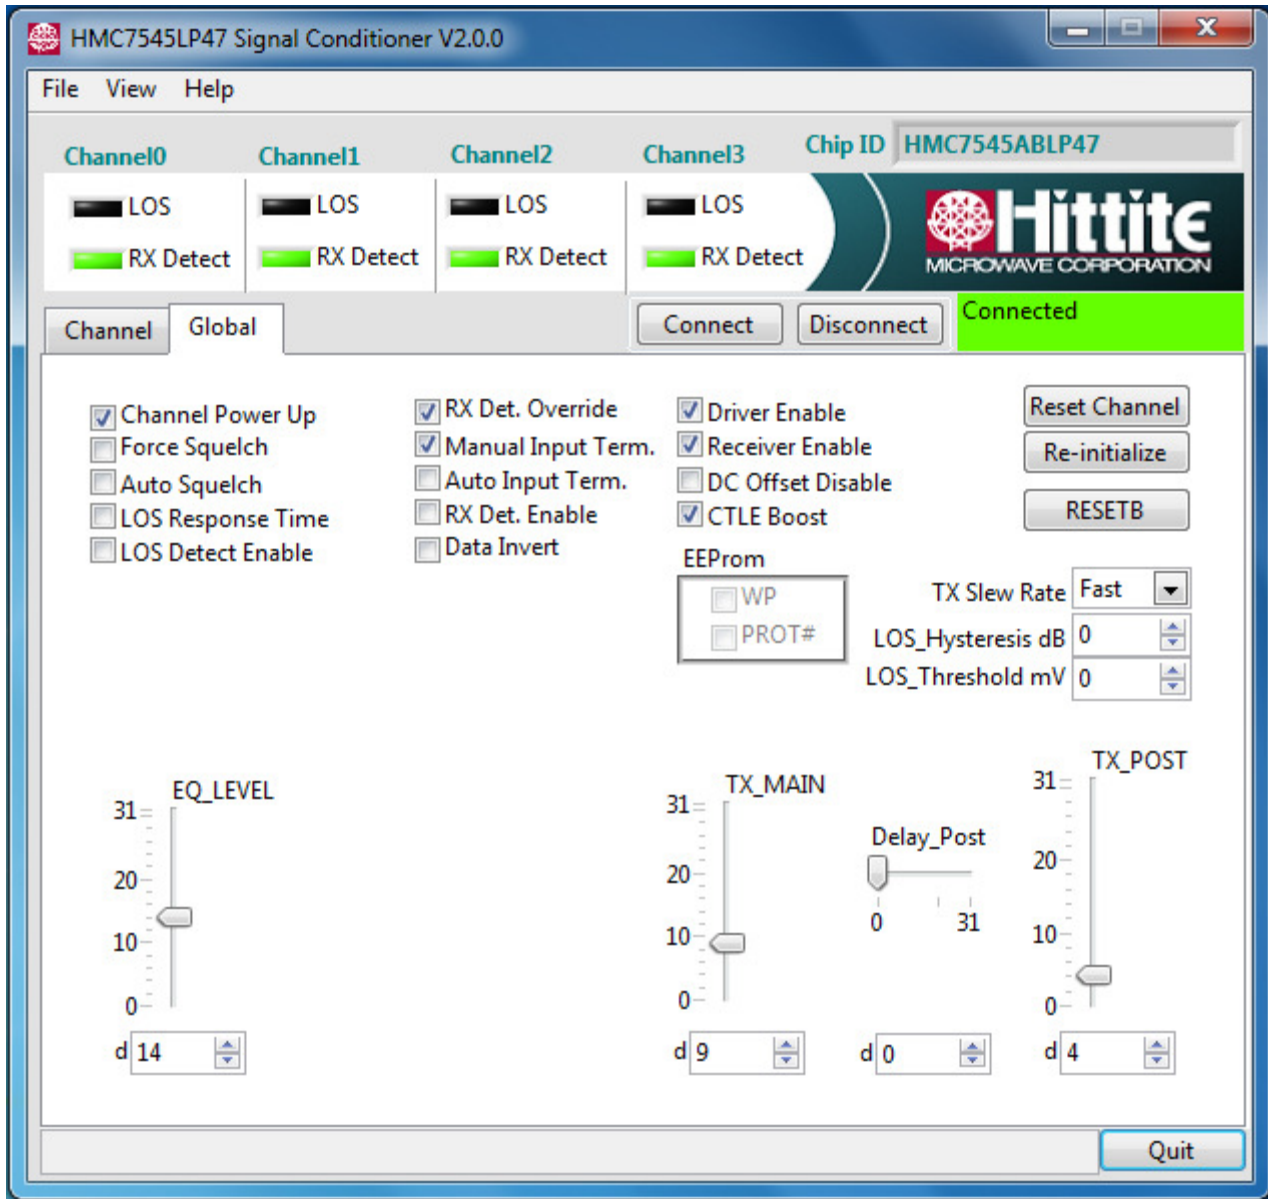 HMC7545LP47 Signal Conditioner V2.0.0
File View Help
Channel0 Channel1 Channel2 Channel3 Chip ID HMC7545ABLP47
LOS LOS LOS LOS
RX Detect RX Detect RX Detect RX Detect
Hittite
MICROWAVE CORPORATION
Channel Global Connect Disconnect Connected
Channel Power Up RX Det. Override Driver Enable Reset Channel
Force Squelch Manual Input Term. Receiver Enable Re-initialize
Auto Squelch Auto Input Term. DC Offset Disable
LOS Response Time RX Det. Enable CTLE Boost RESETB
LOS Detect Enable Data Invert
EEProm
WP TX Slew Rate Fast
PROT# LOS_Hysteresis dB 0
LOS_Threshold mV 0
EQ_LEVEL TX_MAIN TX_POST
31 31 31
Delay_Post
20 20 20
10 10 0 31 10
0 0 0
d 14 d 9 d 0 d 4
Quit